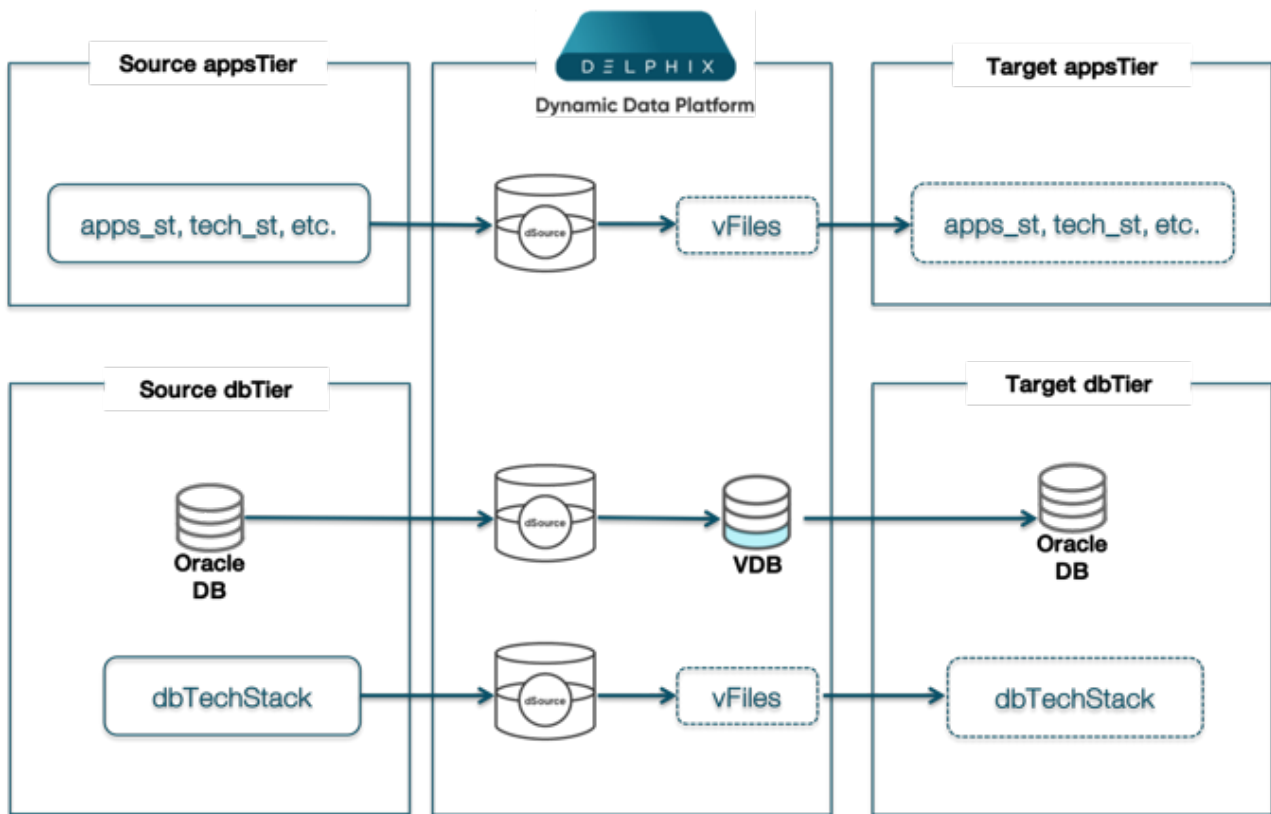 DELPHIX
Dynamic Data Platform
Source appsTier
Target appsTier
apps_st, tech_st, etc.
dSource
vFiles
apps_st, tech_st, etc.
Source dbTier
Target dbTier
Oracle
DB
dSource
VDB
Oracle
DB
dbTechStack
dSource
vFiles
dbTechStack